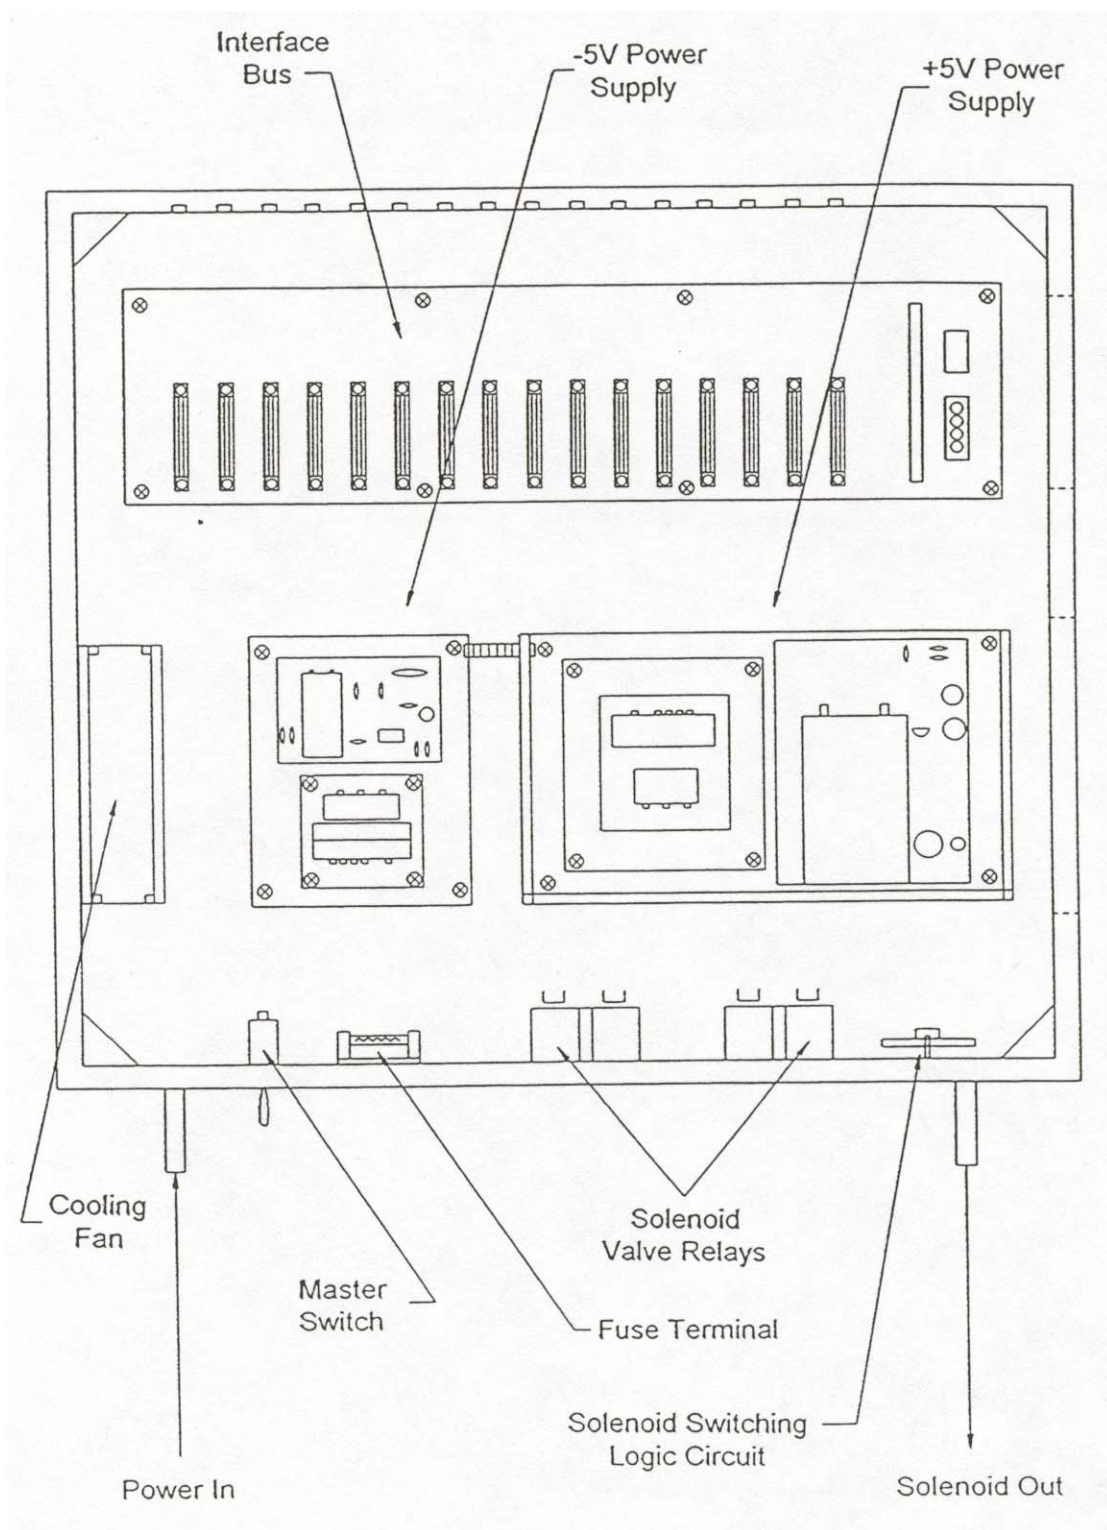 Interface
Bus
-5V Power
Supply
+5V Power
Supply
Cooling
Fan
Master
Switch
Solenoid
Valve Relays
Fuse Terminal
Solenoid Switching
Logic Circuit
Power In
Solenoid Out